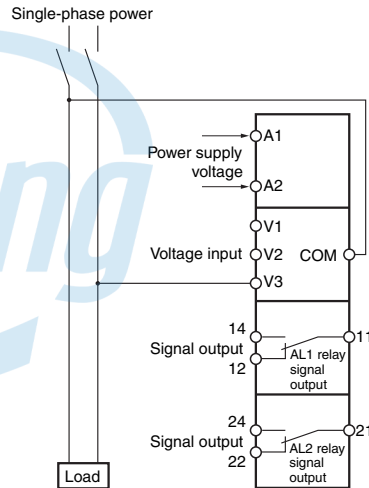 Single-phase power
A1
Power supply
voltage
A2
V1
Voltage input
V2
COM
V3
14
11
Signal output
AL1 relay
signal
output
12
24
21
Signal output
AL2 relay
signal
output
22
Load